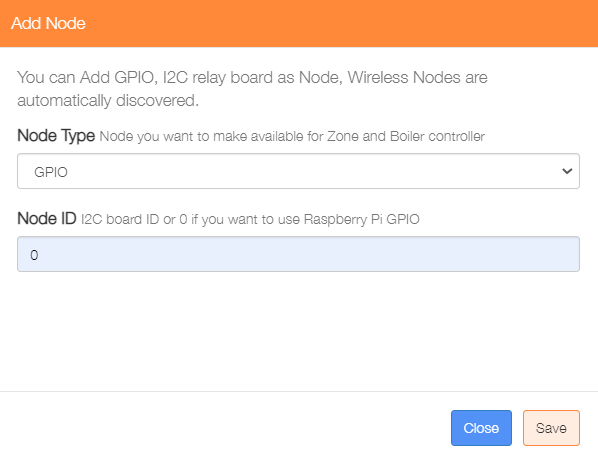 Add Node
You can Add GPIO, I2C relay board as Node, Wireless Nodes are
automatically discovered.
Node Type Node you want to make available for Zone and Boiler controller
GPIO
Node ID I2C board ID or 0 if you want to use Raspberry Pi GPIO
0
Close Save